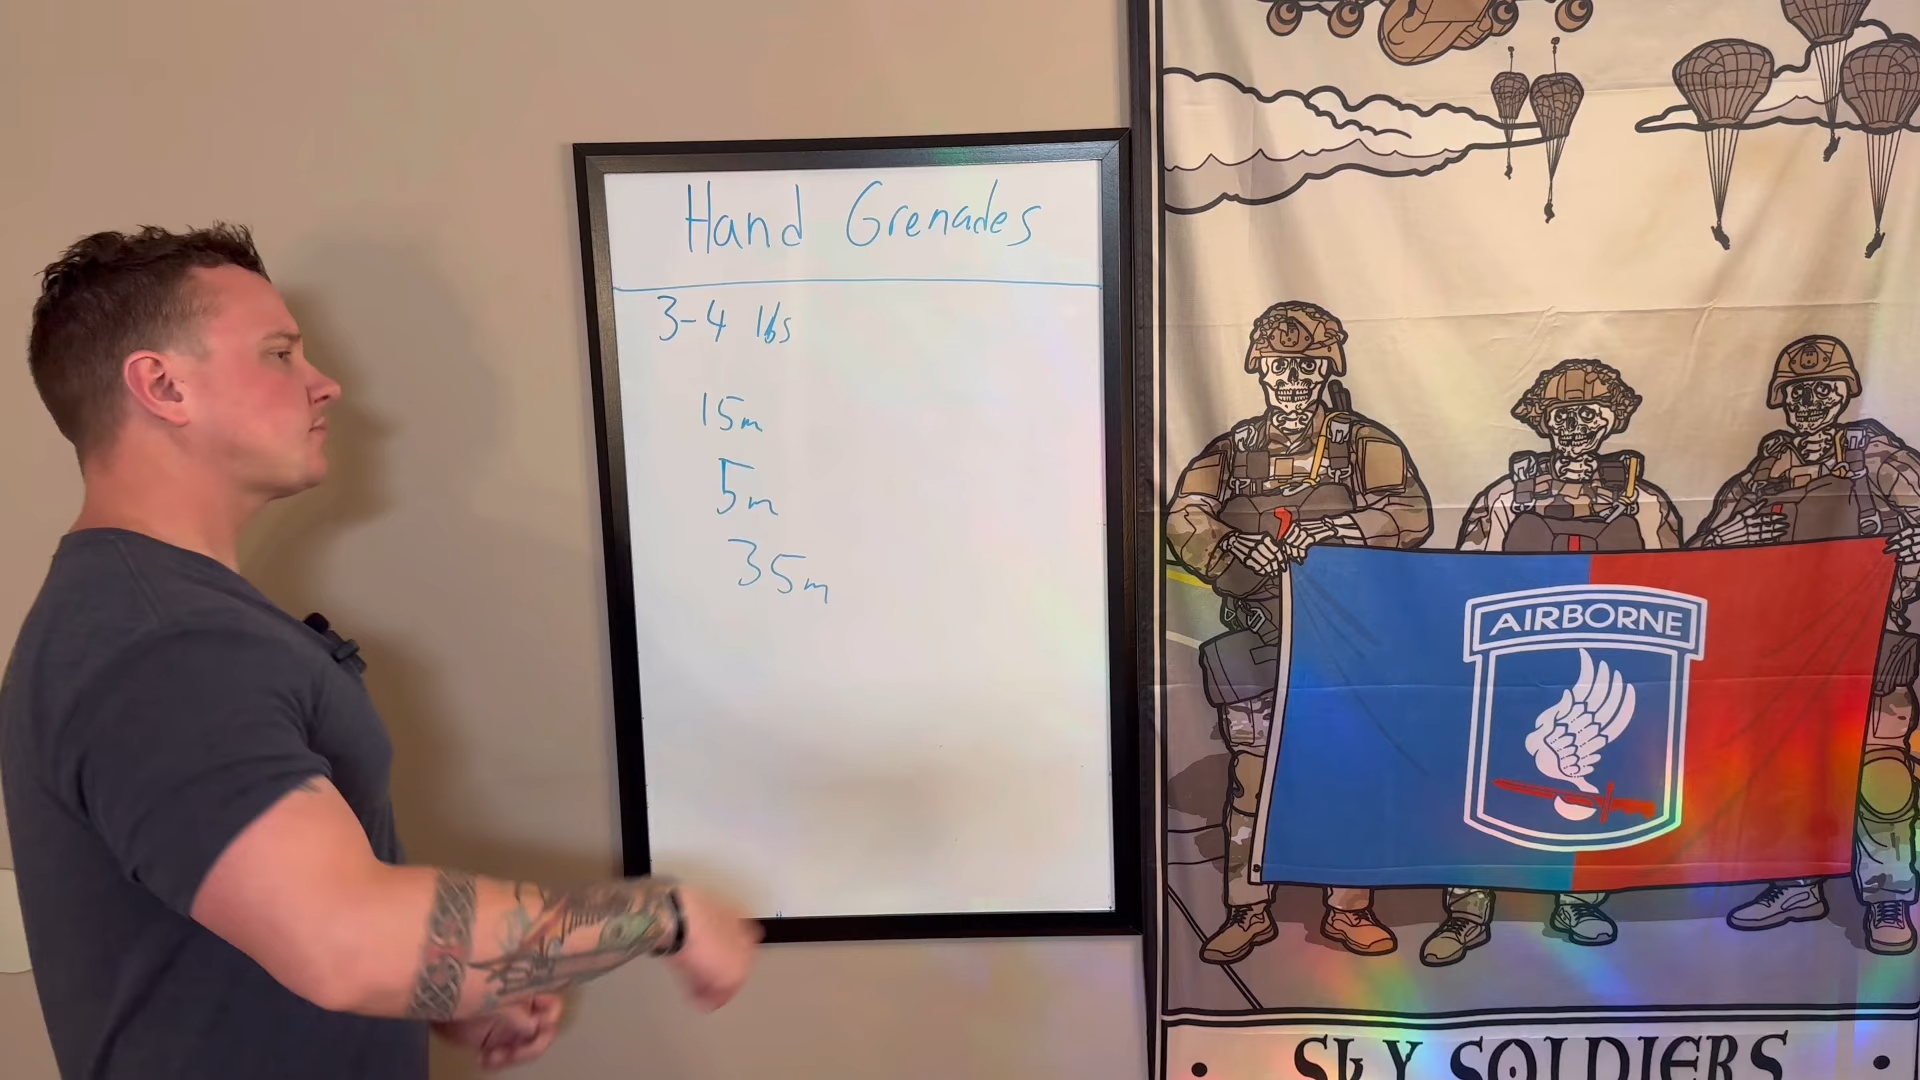 Hand Grenades
3-4 lbs
15m
5m
35m
AIRBORNE
• SKY SOLDIERS •